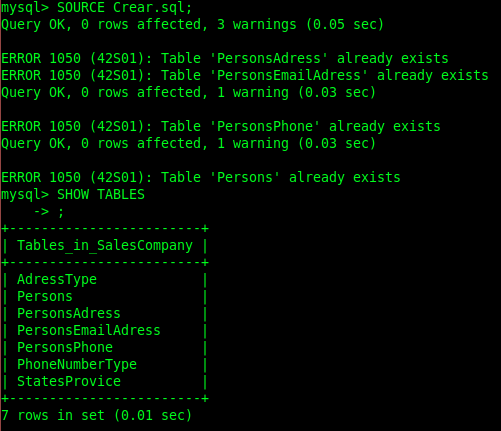 mysql> SOURCE Crear.sql;
Query OK, 0 rows affected, 3 warnings (0.05 sec)
ERROR 1050 (42S01): Table 'PersonsAdress' already exists
ERROR 1050 (42S01): Table 'PersonsEmailAdress' already exists
Query OK, 0 rows affected, 1 warning (0.03 sec)
ERROR 1050 (42S01): Table 'PersonsPhone' already exists
Query OK, 0 rows affected, 1 warning (0.03 sec)
ERROR 1050 (42S01): Table 'Persons' already exists
mysql> SHOW TABLES
    -> ;
+------------------------+
| Tables_in_SalesCompany |
+------------------------+
| AdressType             |
| Persons                |
| PersonsAdress          |
| PersonsEmailAdress     |
| PersonsPhone           |
| PhoneNumberType        |
| StatesProvice          |
+------------------------+
7 rows in set (0.01 sec)